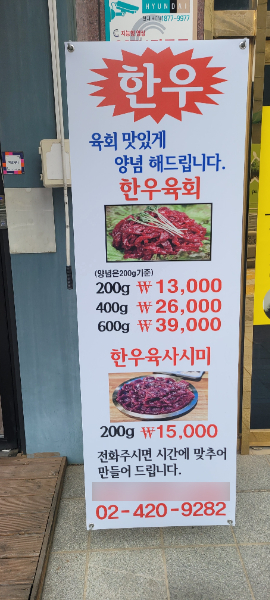 HYUNDAI
1877-9977
한우
육회 맛있게
양념 해드립니다.
한우육회
(양념은200g기준)
200g ₩13,000
400g ₩26,000
600g ₩39,000
한우육사시미
200g ₩15,000
전화주시면 시간에 맞추어
만들어 드립니다.
02-420-9282